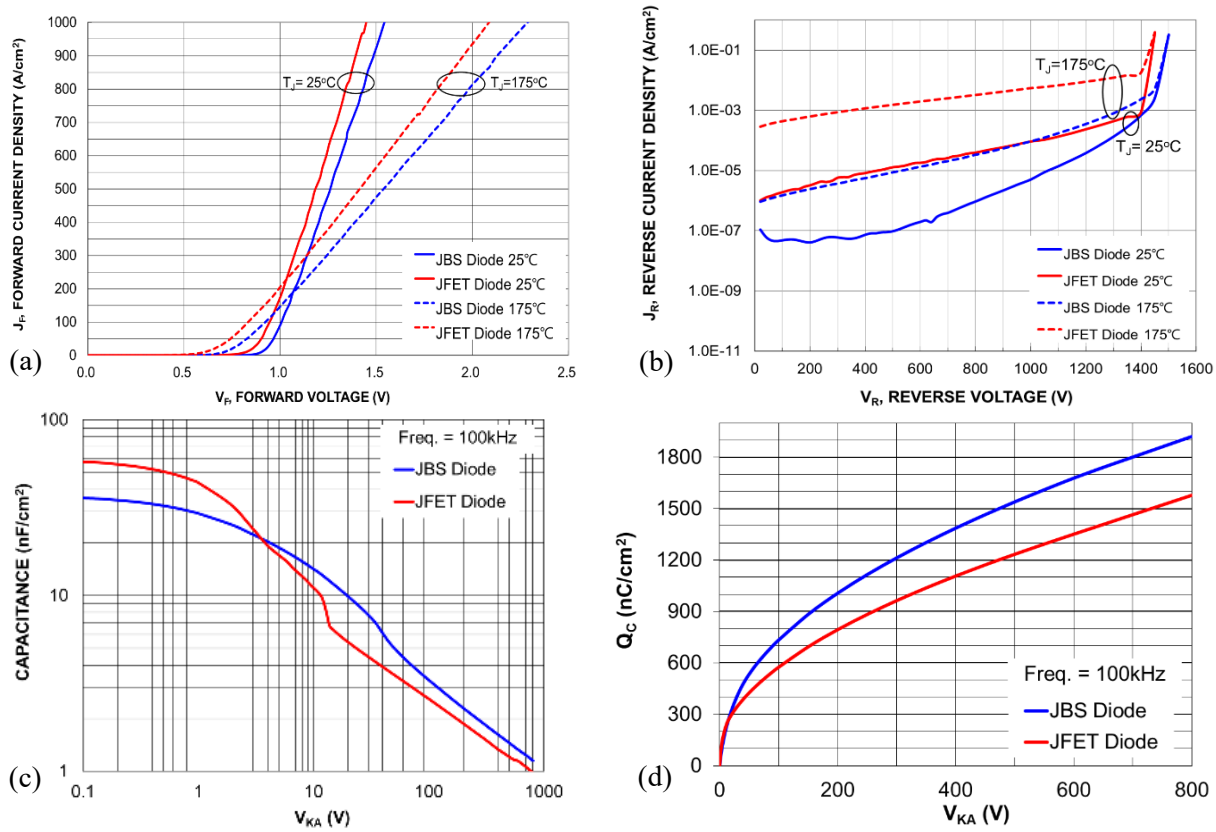 J_F, FORWARD CURRENT DENSITY (A/cm²)
1000
900
800
700
600
500
400
300
200
100
0
T_J= 25°C
T_J=175°C
JBS Diode 25℃
JFET Diode 25℃
JBS Diode 175℃
JFET Diode 175℃
0.0 0.5 1.0 1.5 2.0 2.5
V_F, FORWARD VOLTAGE (V)
(a)
J_R, REVERSE CURRENT DENSITY (A/cm²)
1.0E-01
1.0E-03
1.0E-05
1.0E-07
1.0E-09
1.0E-11
T_J=175°C
T_J= 25°C
JBS Diode 25℃
JFET Diode 25℃
JBS Diode 175℃
JFET Diode 175℃
0 200 400 600 800 1000 1200 1400 1600
V_R, REVERSE VOLTAGE (V)
(b)
CAPACITANCE (nF/cm²)
100
10
1
Freq. = 100kHz
JBS Diode
JFET Diode
0.1 1 10 100 1000
V_KA (V)
(c)
Q_C (nC/cm²)
1800
1500
1200
900
600
300
0
Freq. = 100kHz
JBS Diode
JFET Diode
0 200 400 600 800
V_KA (V)
(d)